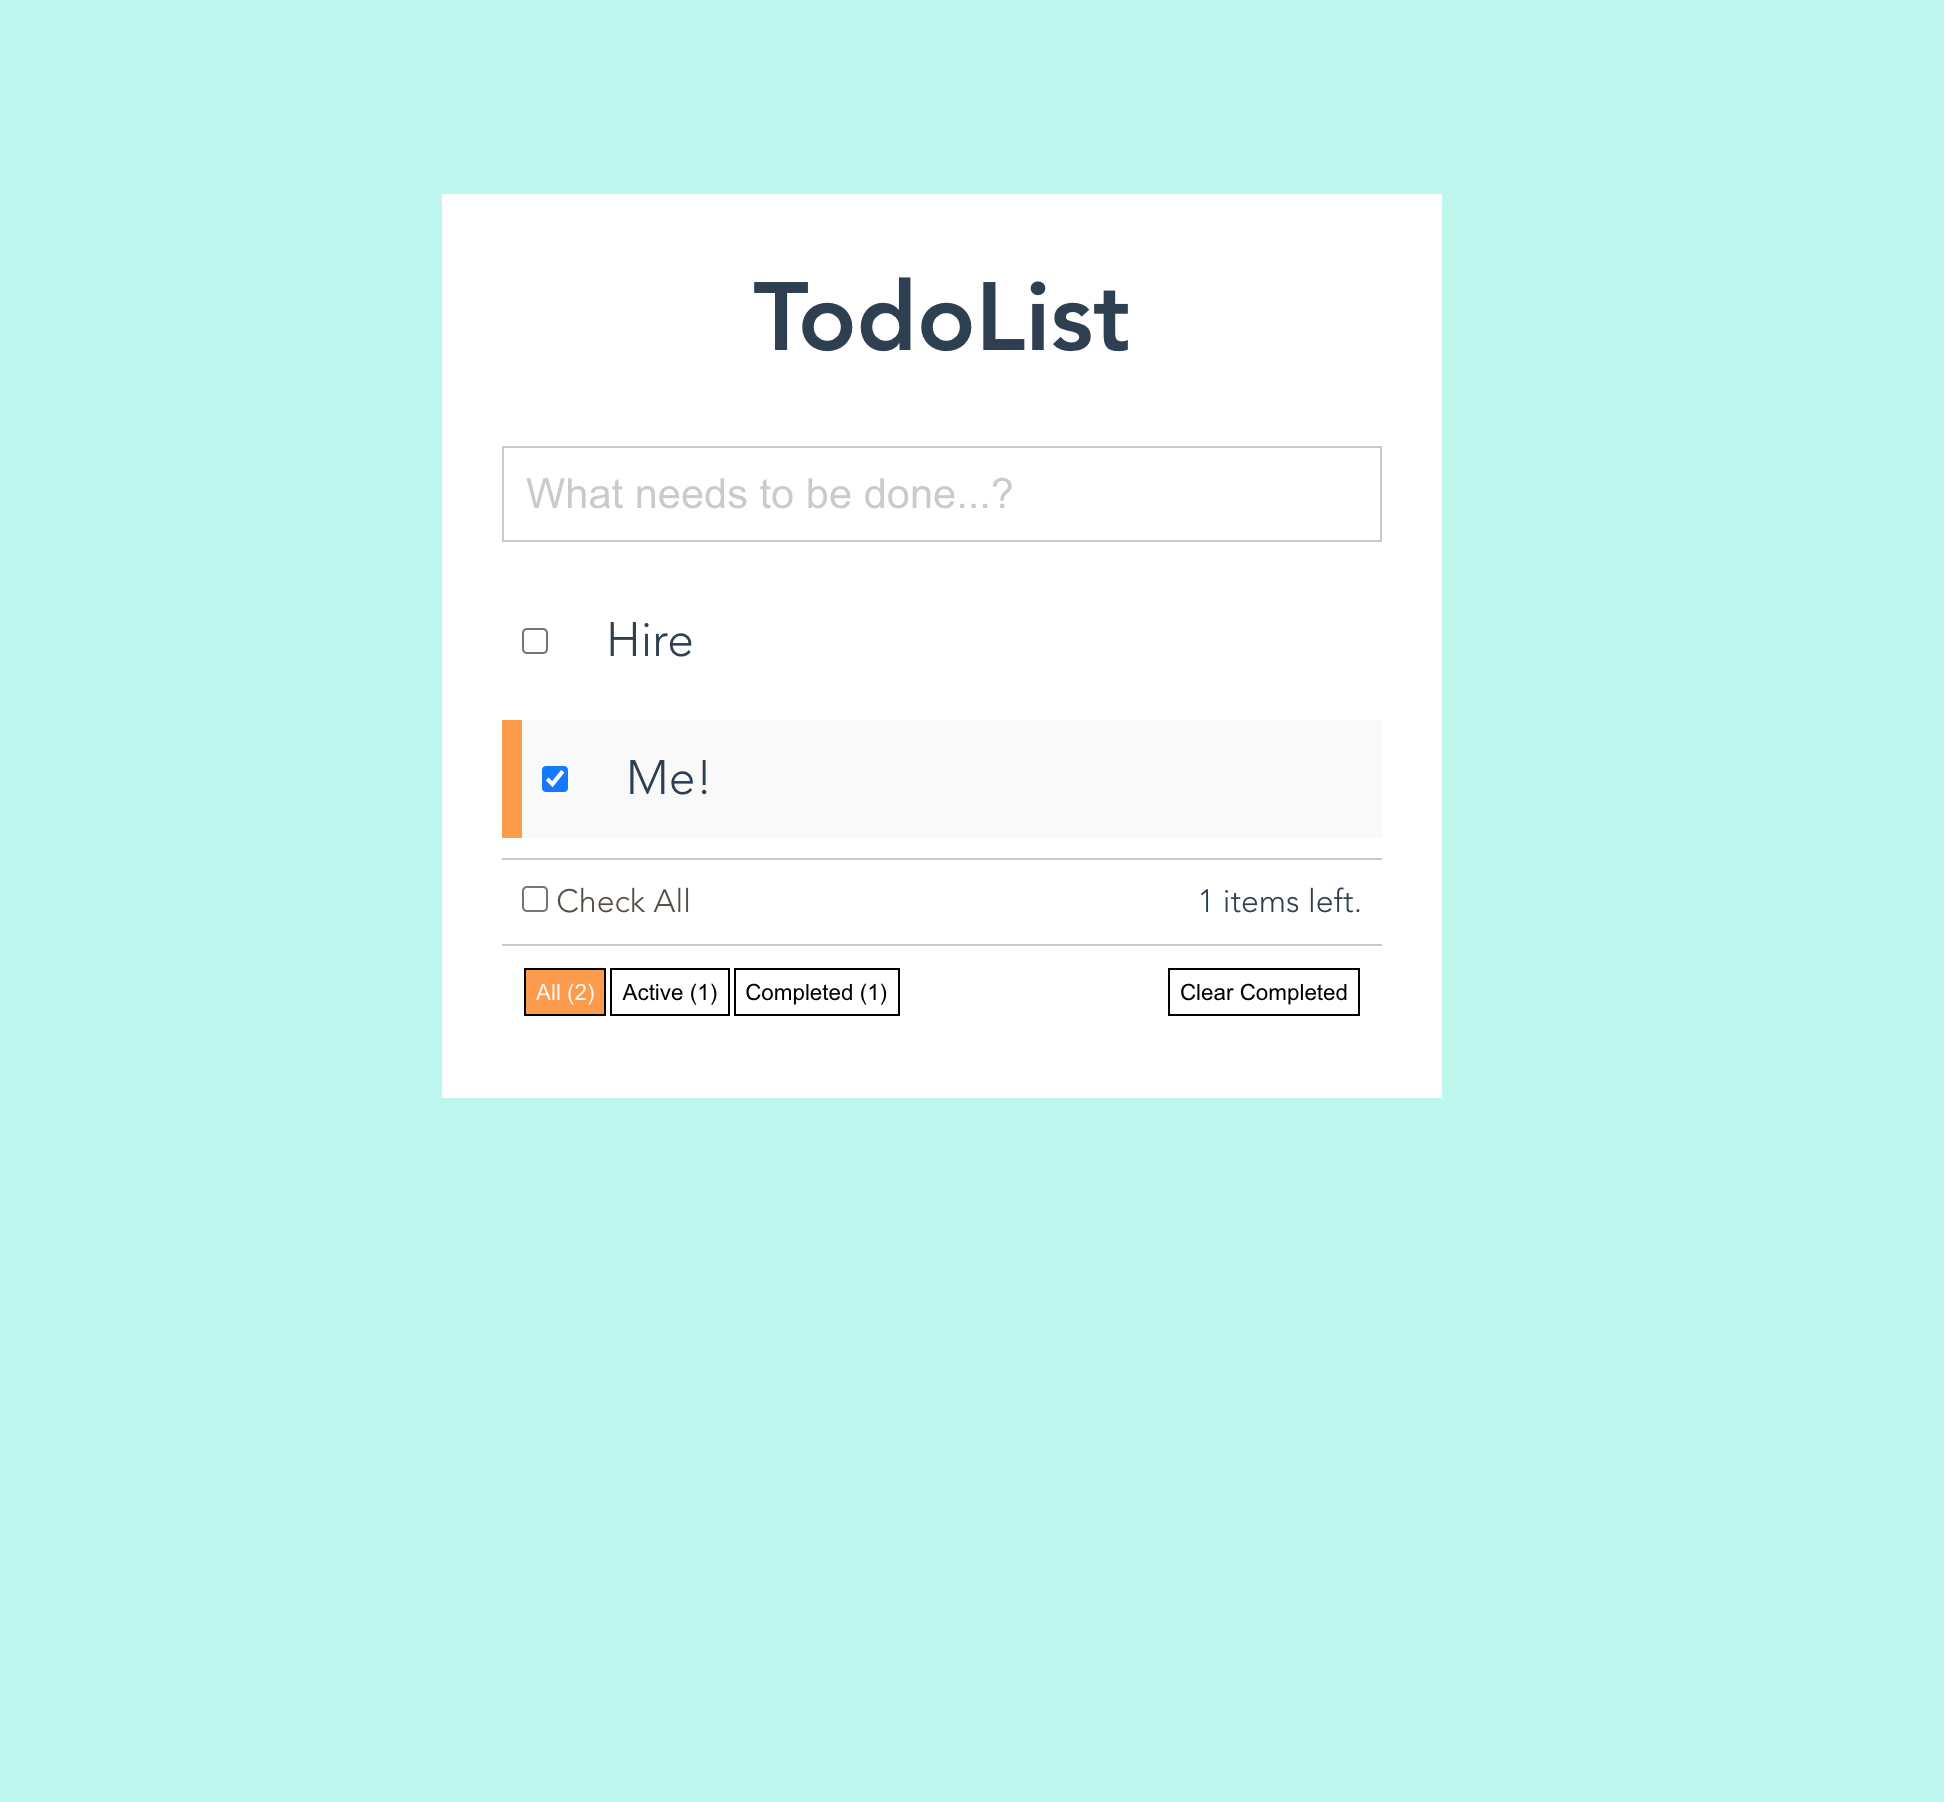 TodoList
What needs to be done...?
Hire
Me!
Check All 1 items left.
All (2) Active (1) Completed (1) Clear Completed